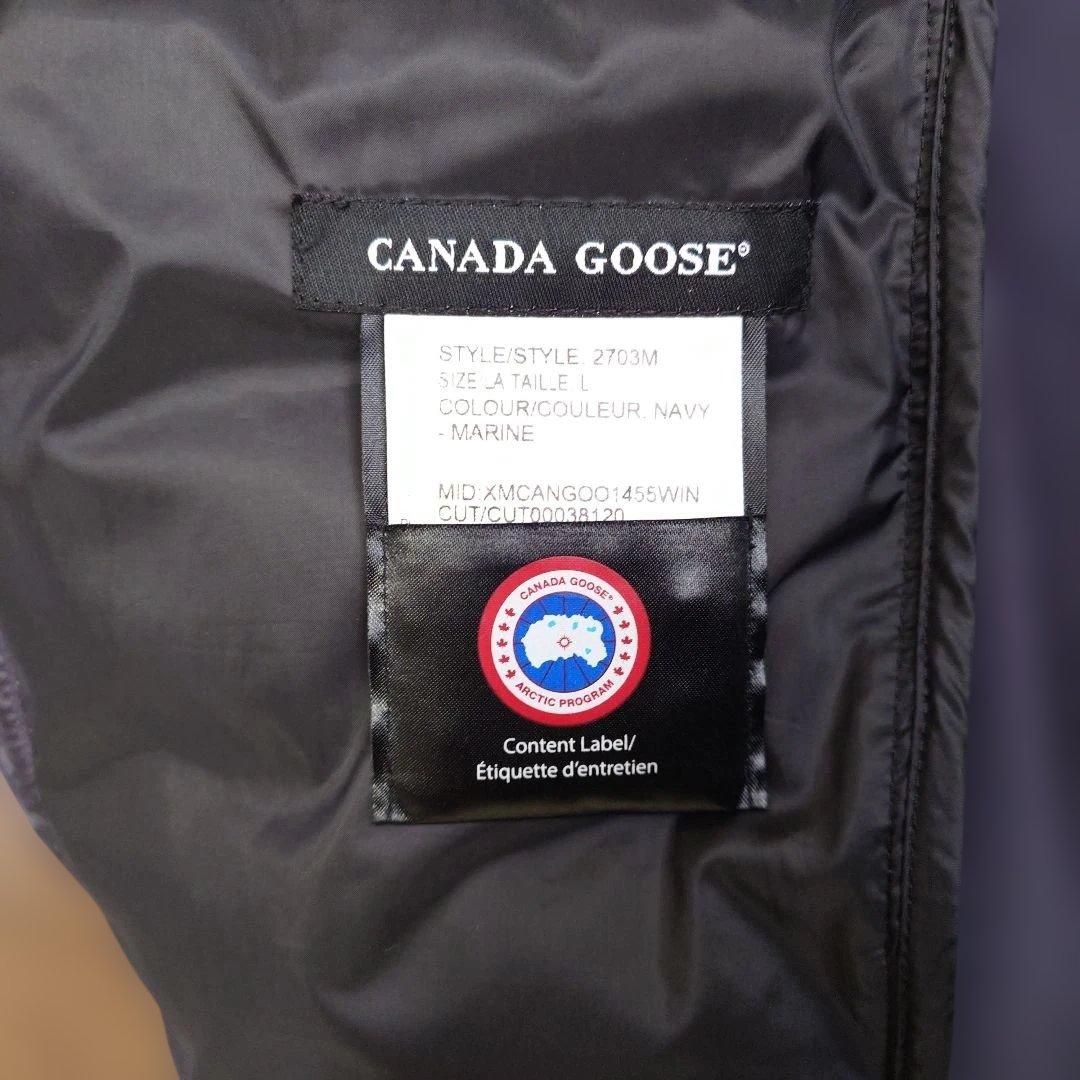 CANADA GOOSE®
STYLE/STYLE. 2703M
SIZE LA TAILLE. L
COLOUR/COULEUR. NAVY
- MARINE
MID:XMCANGOO1455WIN
CUT/CUT00038120
CANADA GOOSE®
ARCTIC PROGRAM
Content Label/
Étiquette d'entretien